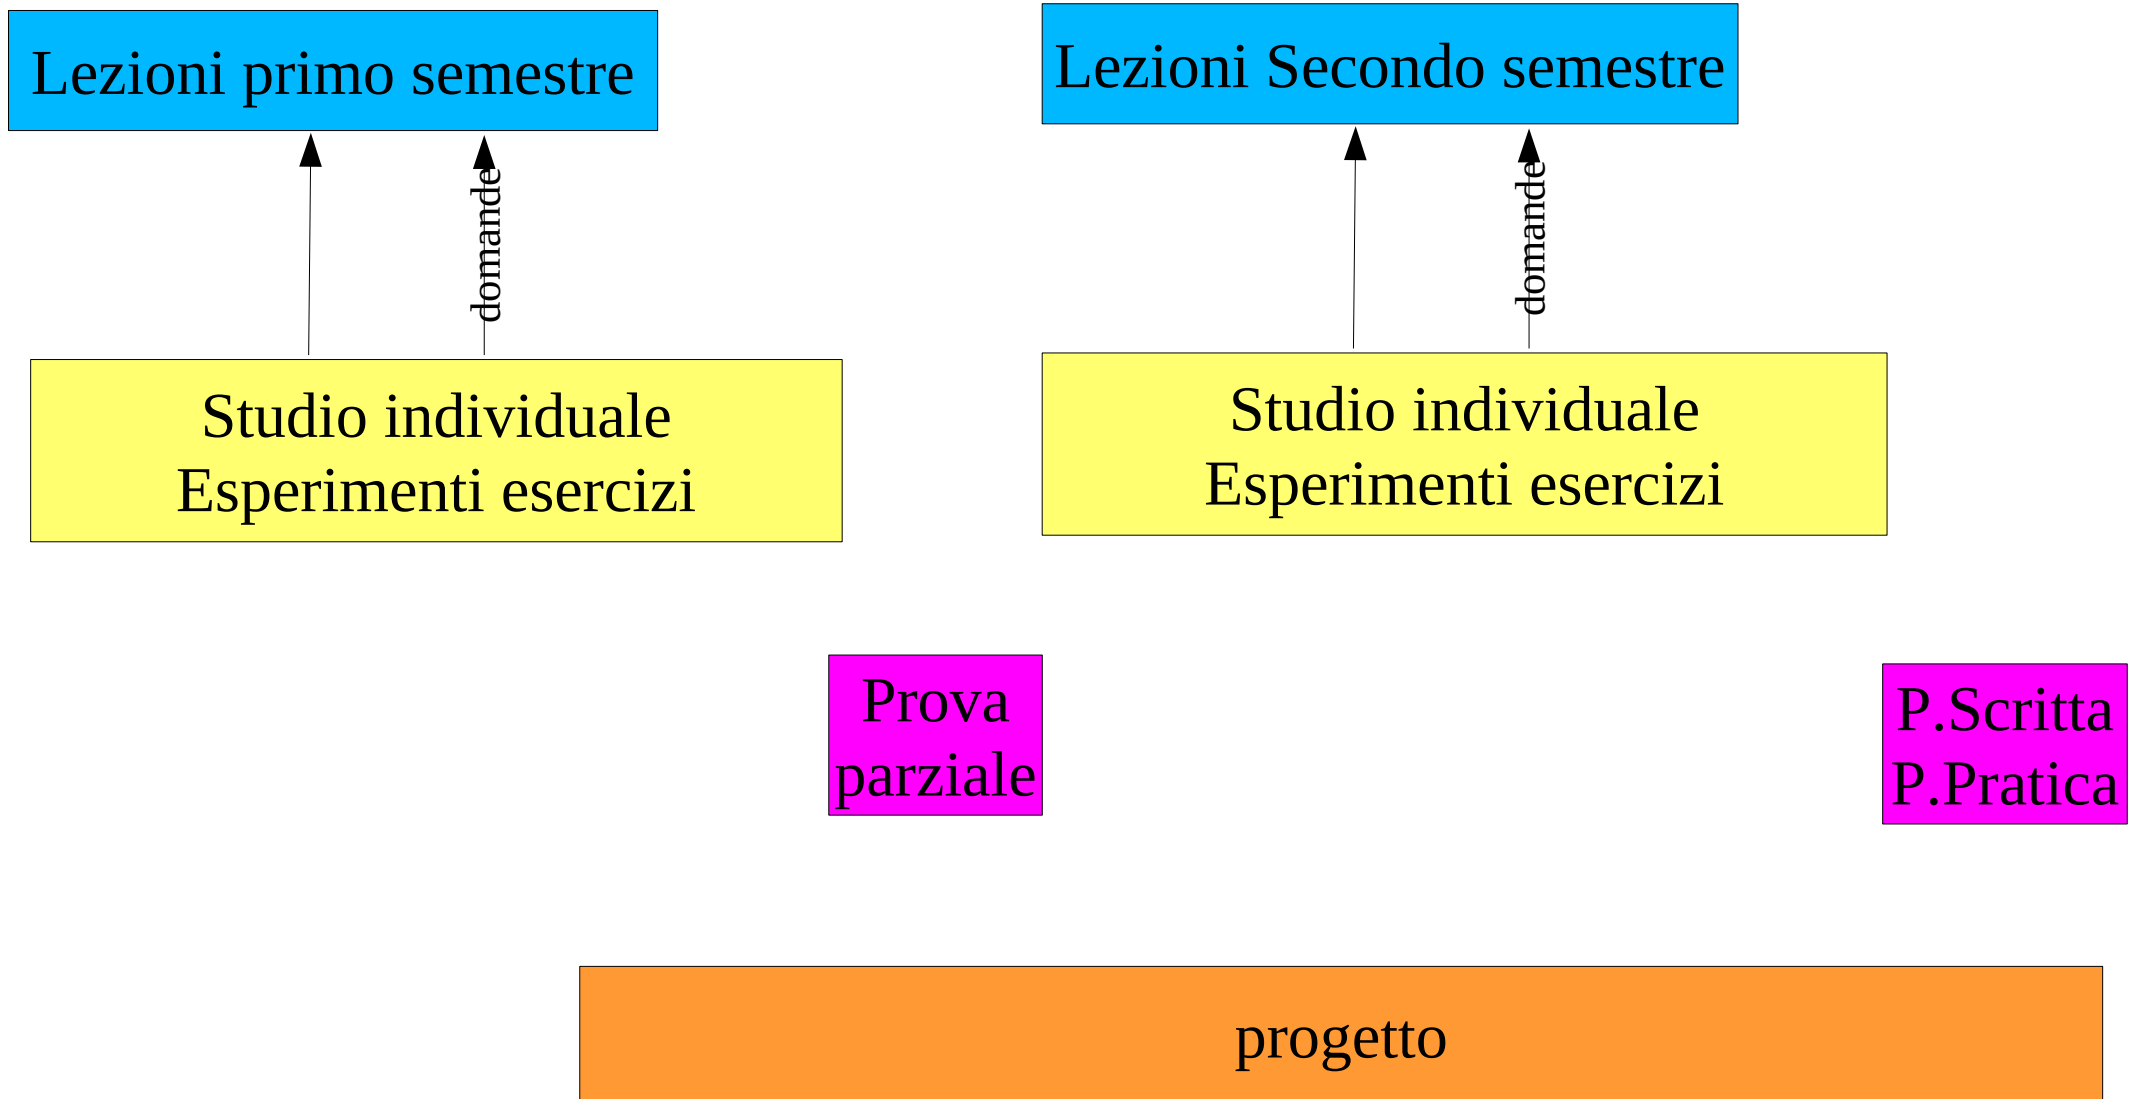 Lezioni primo semestre
Lezioni Secondo semestre
domande
domande
Studio individuale
Esperimenti esercizi
Studio individuale
Esperimenti esercizi
Prova
parziale
P.Scritta
P.Pratica
progetto